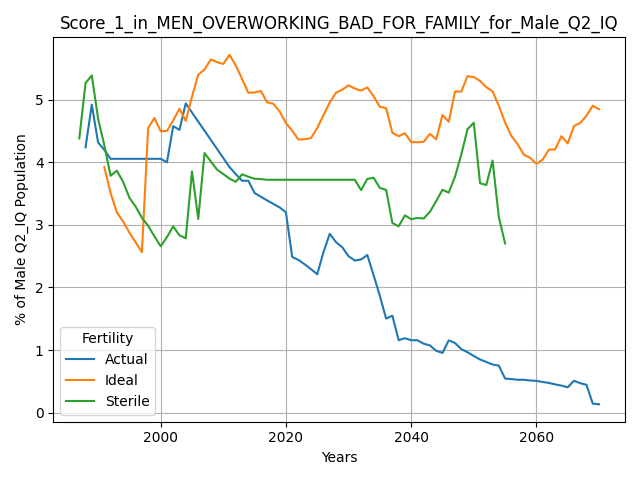 Score_1_in_MEN_OVERWORKING_BAD_FOR_FAMILY_for_Male_Q2_IQ
% of Male Q2_IQ Population
5
4
3
2
1
0
Fertility
Actual
Ideal
Sterile
2000
2020
2040
2060
Years